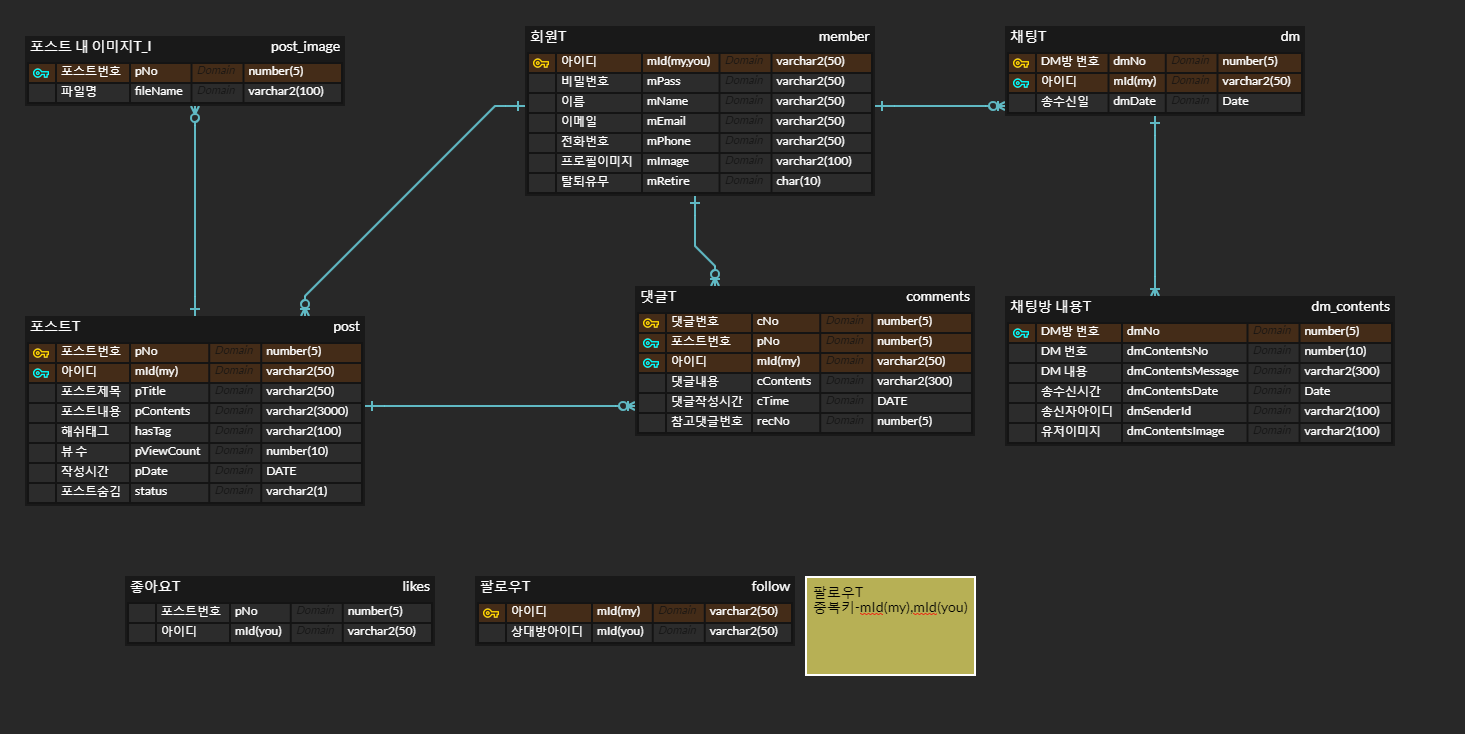 포스트 내 이미지T_I post_image
포스트번호 pNo Domain number(5)
파일명 fileName Domain varchar2(100)
회원T member
아이디 mId(my,you) Domain varchar2(50)
비밀번호 mPass Domain varchar2(50)
이름 mName Domain varchar2(50)
이메일 mEmail Domain varchar2(50)
전화번호 mPhone Domain varchar2(50)
프로필이미지 mImage Domain varchar2(100)
탈퇴유무 mRetire Domain char(10)
채팅T dm
DM방 번호 dmNo Domain number(5)
아이디 mId(my) Domain varchar2(50)
송수신일 dmDate Domain Date
포스트T post
포스트번호 pNo Domain number(5)
아이디 mId(my) Domain varchar2(50)
포스트제목 pTitle Domain varchar2(50)
포스트내용 pContents Domain varchar2(3000)
해쉬태그 hasTag Domain varchar2(100)
뷰 수 pViewCount Domain number(10)
작성시간 pDate Domain DATE
포스트숨김 status Domain varchar2(1)
댓글T comments
댓글번호 cNo Domain number(5)
포스트번호 pNo Domain number(5)
아이디 mId(my) Domain varchar2(50)
댓글내용 cContents Domain varchar2(300)
댓글작성시간 cTime Domain DATE
참고댓글번호 recNo Domain number(5)
채팅방 내용T dm_contents
DM방 번호 dmNo Domain number(5)
DM 번호 dmContentsNo Domain number(10)
DM 내용 dmContentsMessage Domain varchar2(300)
송수신시간 dmContentsDate Domain Date
송신자아이디 dmSenderId Domain varchar2(100)
유저이미지 dmContentsImage Domain varchar2(100)
좋아요T likes
포스트번호 pNo Domain number(5)
아이디 mId(you) Domain varchar2(50)
팔로우T follow
아이디 mId(my) Domain varchar2(50)
상대방아이디 mId(you) Domain varchar2(50)
팔로우T
중복키-mId(my),mId(you)